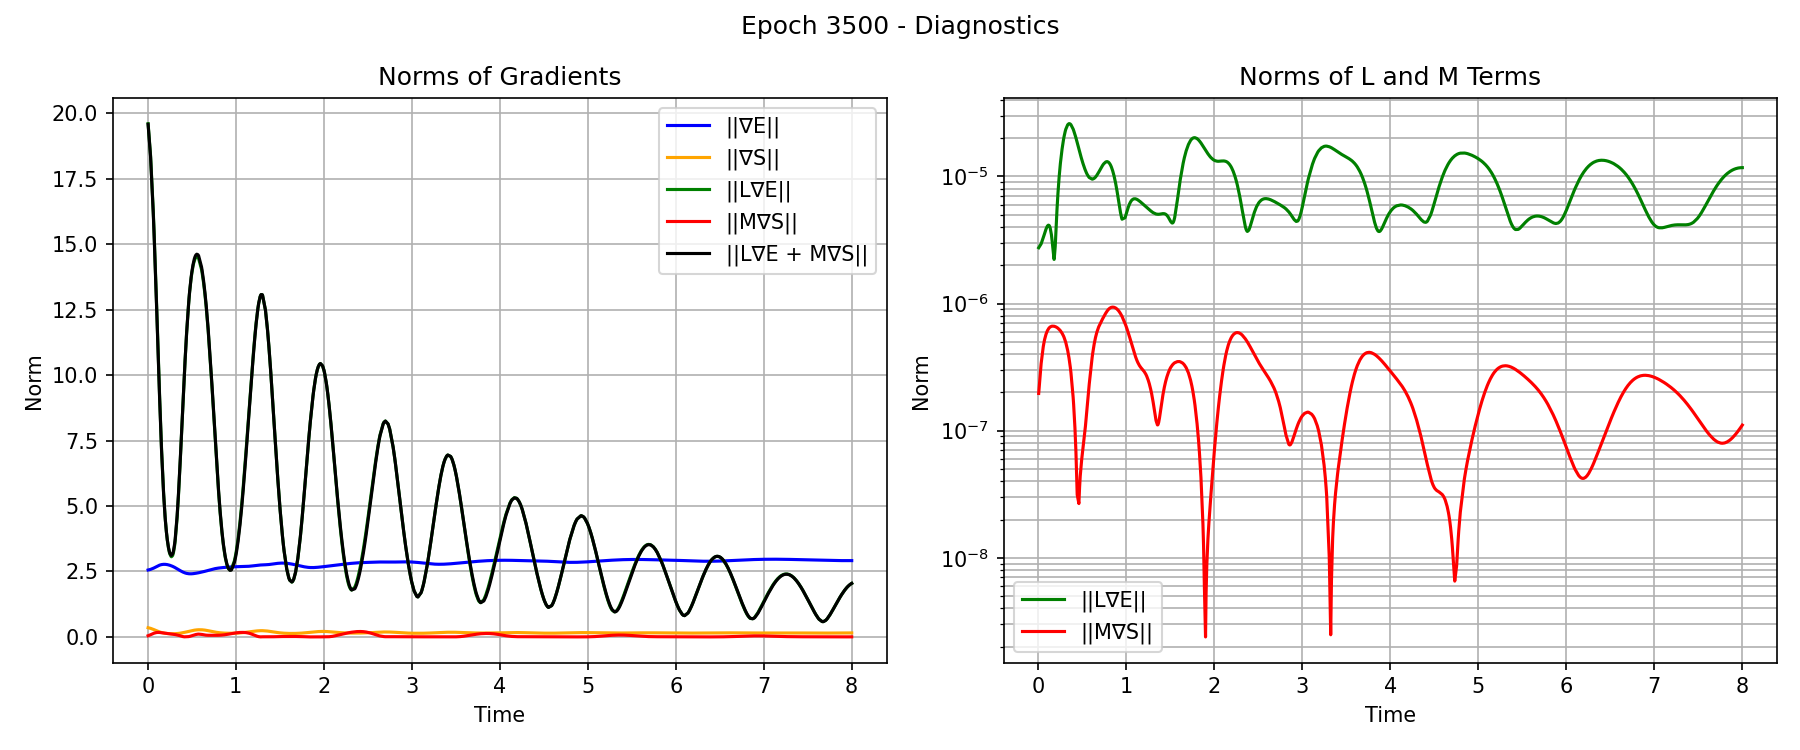 Epoch 3500 - Diagnostics
Norms of Gradients
20.0
17.5
15.0
12.5
10.0
7.5
5.0
2.5
0.0
Norm
0 1 2 3 4 5 6 7 8
Time
||∇E||
||∇S||
||L∇E||
||M∇S||
||L∇E + M∇S||
Norms of L and M Terms
10⁻⁵
10⁻⁶
10⁻⁷
10⁻⁸
Norm
0 1 2 3 4 5 6 7 8
Time
||L∇E||
||M∇S||